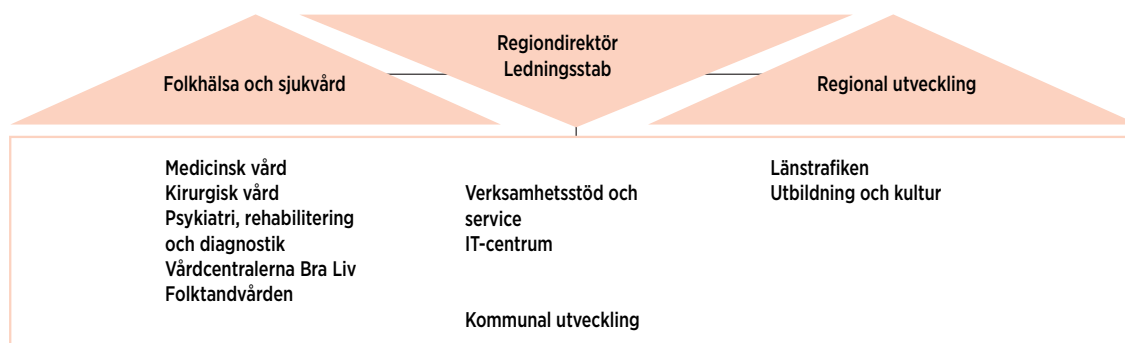 Regiondirektör
Ledningsstab
Folkhälsa och sjukvård
Regional utveckling
Medicinsk vård
Kirurgisk vård
Psykiatri, rehabilitering
och diagnostik
Vårdcentralerna Bra Liv
Folktandvården
Verksamhetsstöd och
service
IT-centrum
Kommunal utveckling
Länstrafiken
Utbildning och kultur